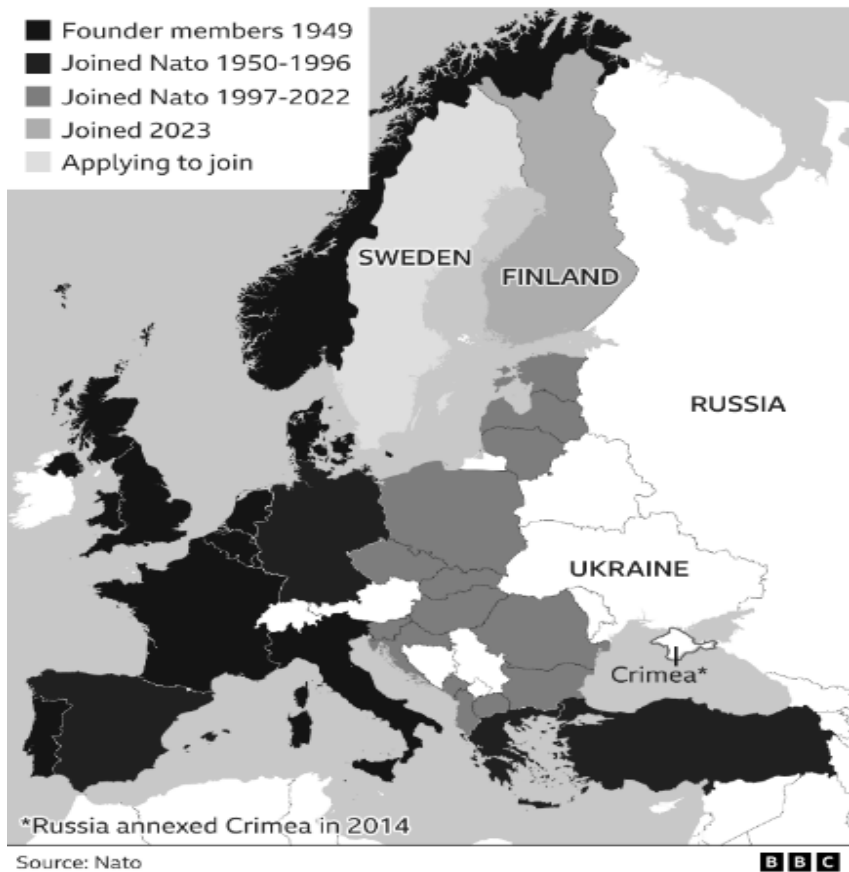 Founder members 1949
Joined Nato 1950-1996
Joined Nato 1997-2022
Joined 2023
Applying to join
SWEDEN
FINLAND
RUSSIA
UKRAINE
Crimea*
*Russia annexed Crimea in 2014
Source: Nato
BBC